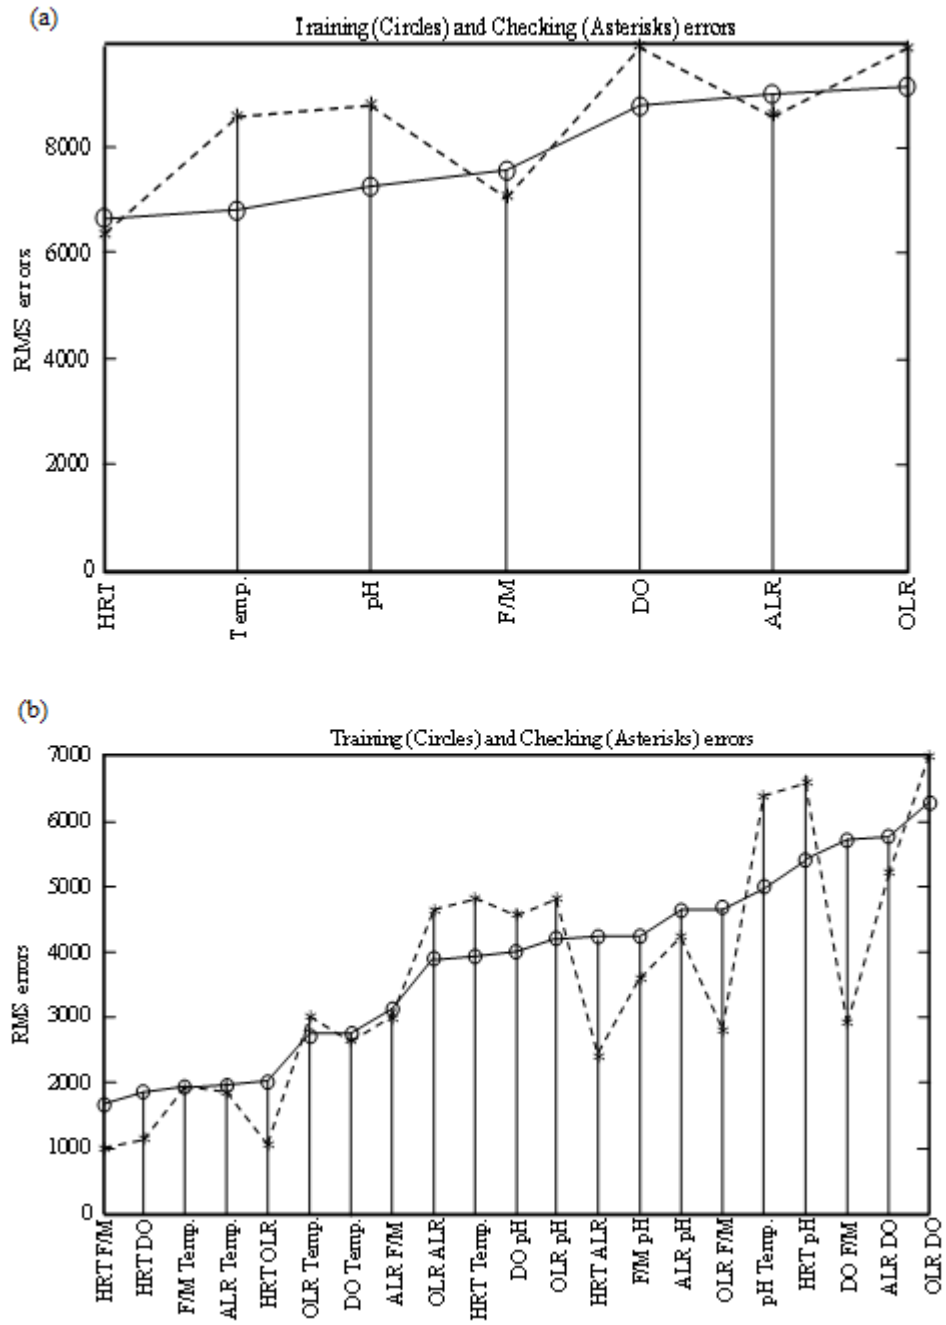 (a)
Training (Circles) and Checking (Asterisks) errors
8000
6000
4000
2000
0
RMS errors
HRT
Temp.
pH
F/M
DO
ALR
OLR
(b)
Training (Circles) and Checking (Asterisks) errors
7000
6000
5000
4000
3000
2000
1000
0
RMS errors
HRT F/M
HRT DO
F/M Temp.
ALR Temp.
HRT OLR
OLR Temp.
DO Temp.
ALR F/M
OLR ALR
HRT Temp.
DO pH
OLR pH
HRT ALR
F/M pH
ALR pH
OLR F/M
pH Temp.
HRT pH
DO F/M
ALR DO
OLR DO